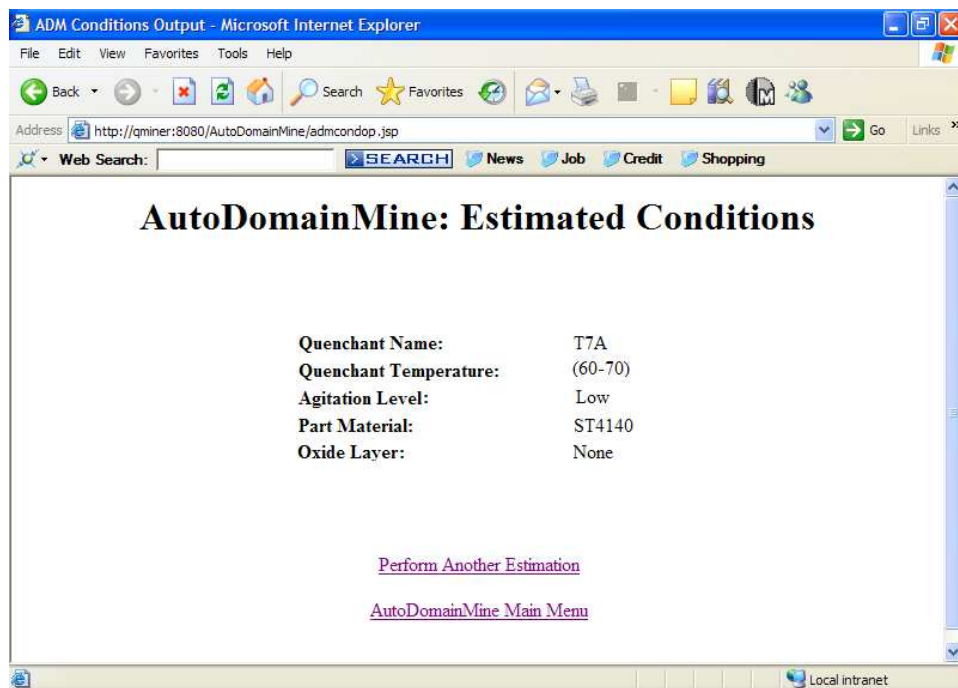 ADM Conditions Output - Microsoft Internet Explorer
File Edit View Favorites Tools Help
Back Search Favorites
Address http://qminer:8080/AutoDomainMine/admcondop.jsp Go Links »
Web Search: SEARCH News Job Credit Shopping
AutoDomainMine: Estimated Conditions
Quenchant Name: T7A
Quenchant Temperature: (60-70)
Agitation Level: Low
Part Material: ST4140
Oxide Layer: None
Perform Another Estimation
AutoDomainMine Main Menu
Local intranet